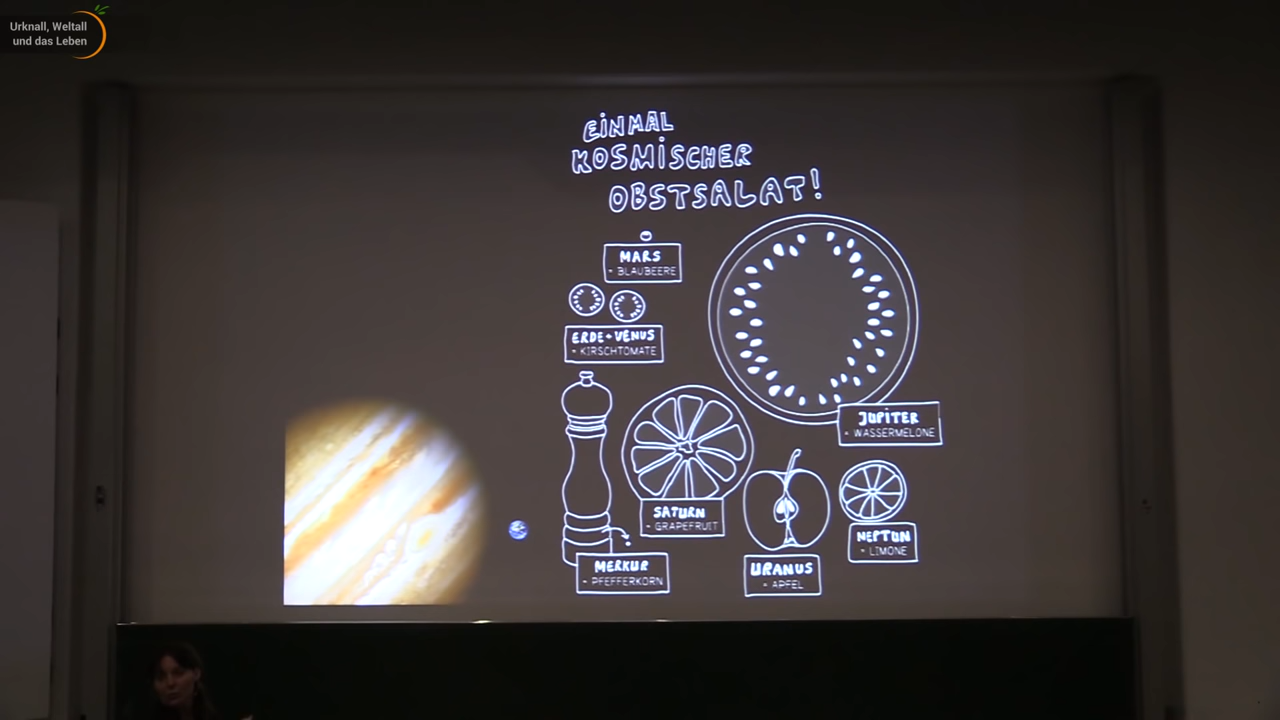 Urknall, Weltall
und das Leben
EINMAL
KOSMISCHER
OBSTSALAT!
MARS
- BLAUBEERE
ERDE + VENUS
- KIRSCHTOMATE
JUPITER
- WASSERMELONE
SATURN
- GRAPEFRUIT
NEPTUN
- LIMONE
MERKUR
- PFEFFERKORN
URANUS
- APFEL